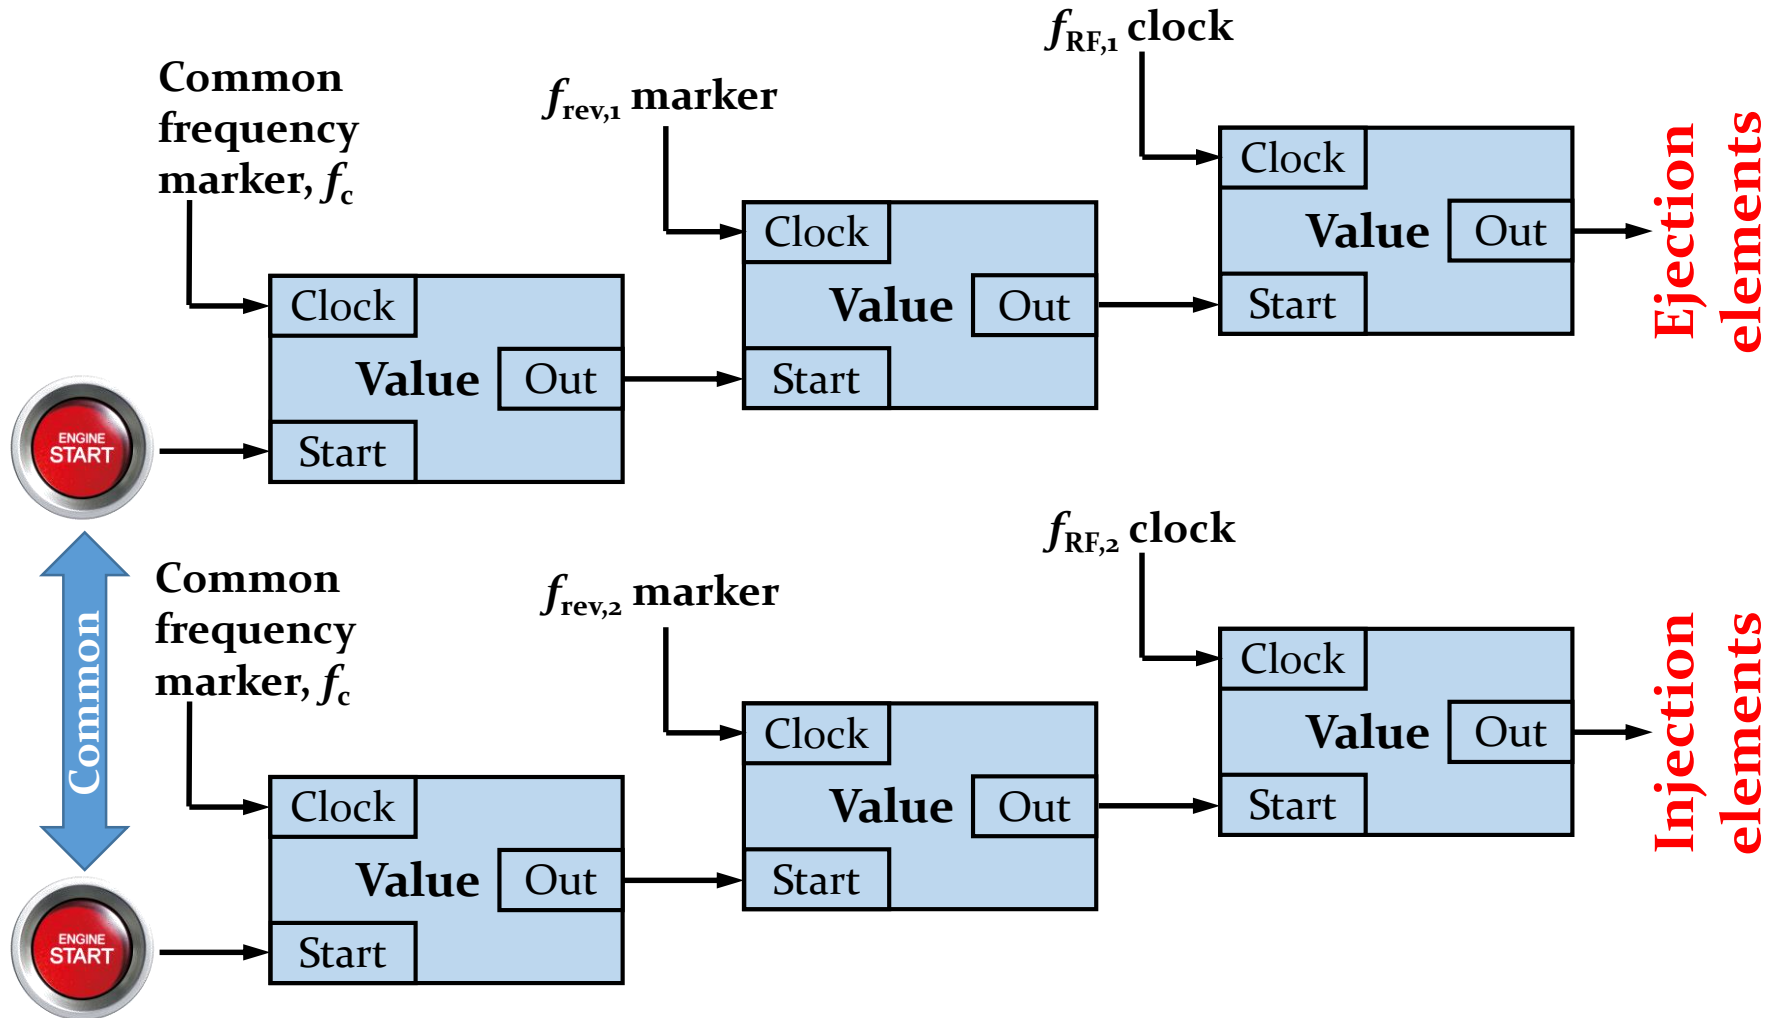 f_RF,1 clock
Common
frequency
marker, f_c
f_rev,1 marker
Clock
Value
Out
Start
Clock
Value
Out
Start
Clock
Value
Out
Start
ENGINE
START
Ejection
elements
Common
f_RF,2 clock
Common
frequency
marker, f_c
f_rev,2 marker
Clock
Value
Out
Start
Clock
Value
Out
Start
Clock
Value
Out
Start
ENGINE
START
Injection
elements